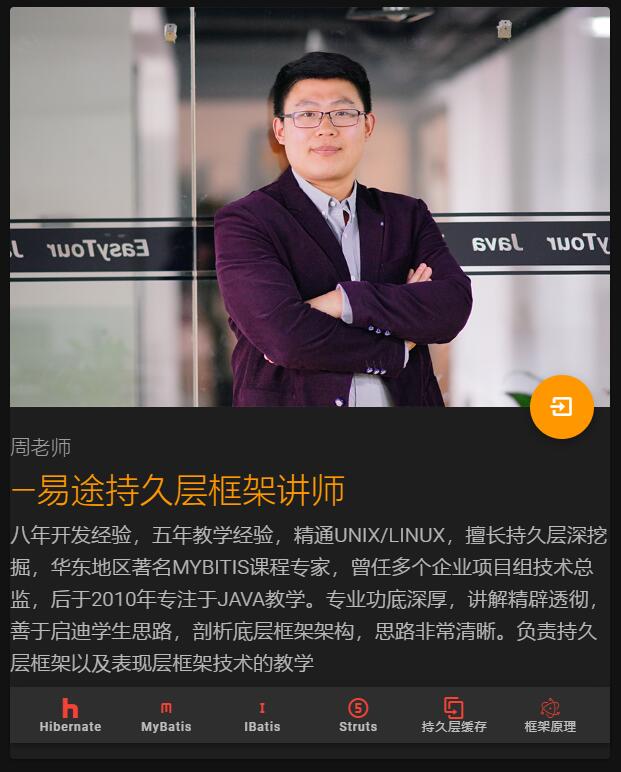 EasyTour
Java
周老师
—易途持久层框架讲师
八年开发经验，五年教学经验，精通UNIX/LINUX，擅长持久层深挖
掘，华东地区著名MYBITIS课程专家，曾任多个企业项目组技术总
监，后于2010年专注于JAVA教学。专业功底深厚，讲解精辟透彻，
善于启迪学生思路，剖析底层框架架构，思路非常清晰。负责持久
层框架以及表现层框架技术的教学
Hibernate MyBatis IBatis Struts 持久层缓存 框架原理